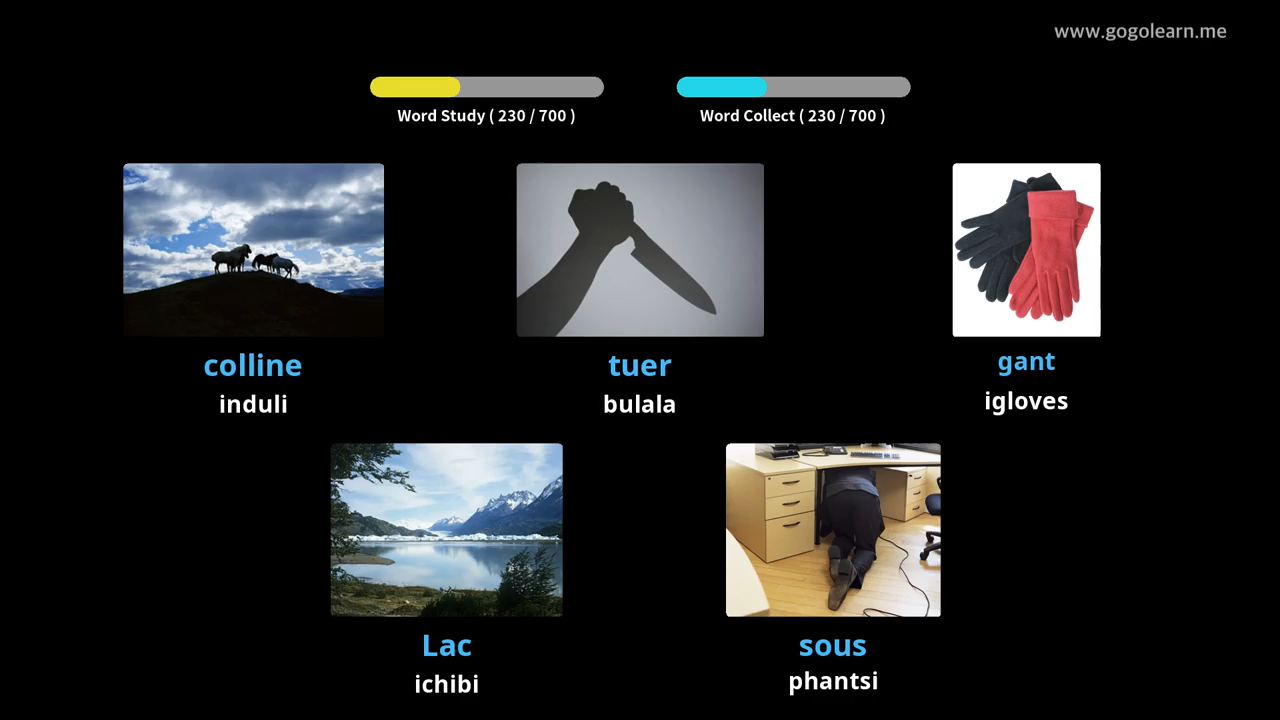 www.gogolearn.me
Word Study ( 230 / 700 )
Word Collect ( 230 / 700 )
colline
induli
tuer
bulala
gant
igloves
Lac
ichibi
sous
phantsi